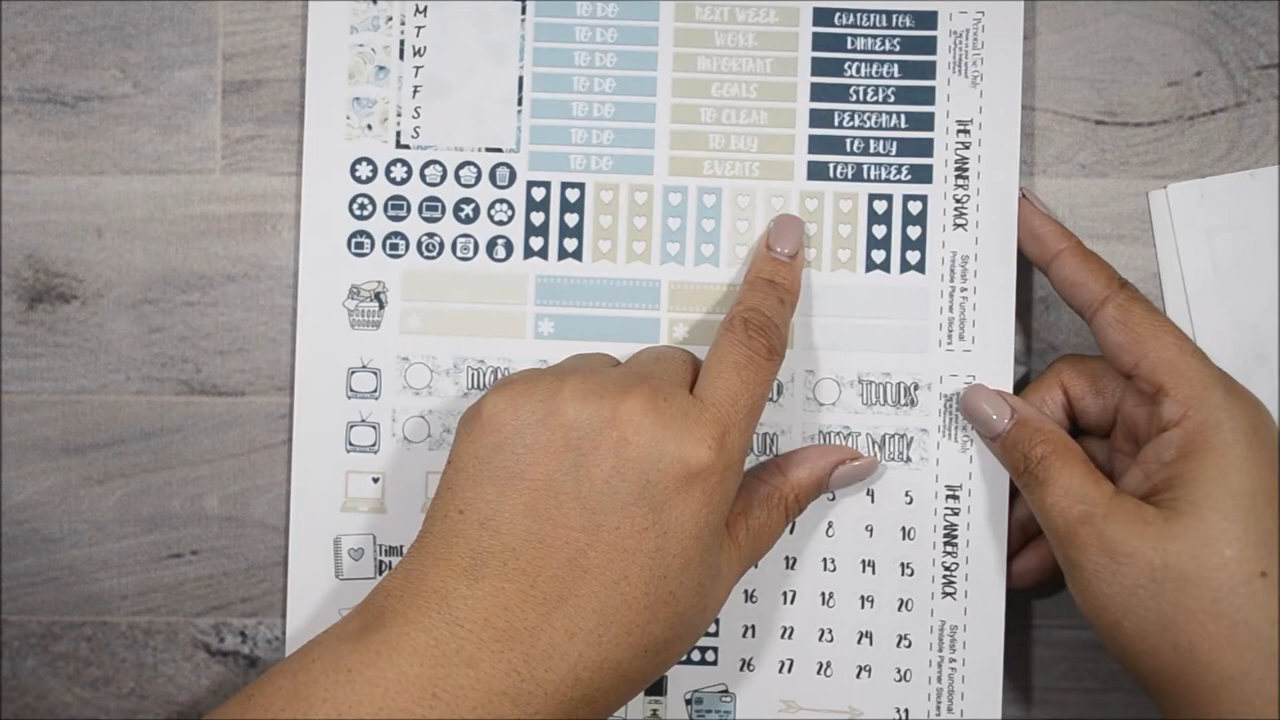 M
T
W
T
F
S
S
TO DO
TO DO
TO DO
TO DO
TO DO
TO DO
TO DO
NEXT WEEK
WORK
IMPORTANT
GOALS
TO CLEAN
TO BUY
EVENTS
GRATEFUL FOR:
DINNERS
SCHOOL
STEPS
PERSONAL
TO BUY
TOP THREE
THURS
NEXT WEEK
4 5
8 9 10
12 13 14 15
16 17 18 19 20
21 22 23 24 25
26 27 28 29 30
31
Personal Use Only
THE PLANNER SHACK
Stylish & Functional
Printable Planner Stickers
THE PLANNER SHACK
Stylish & Functional
Printable Planner Stickers